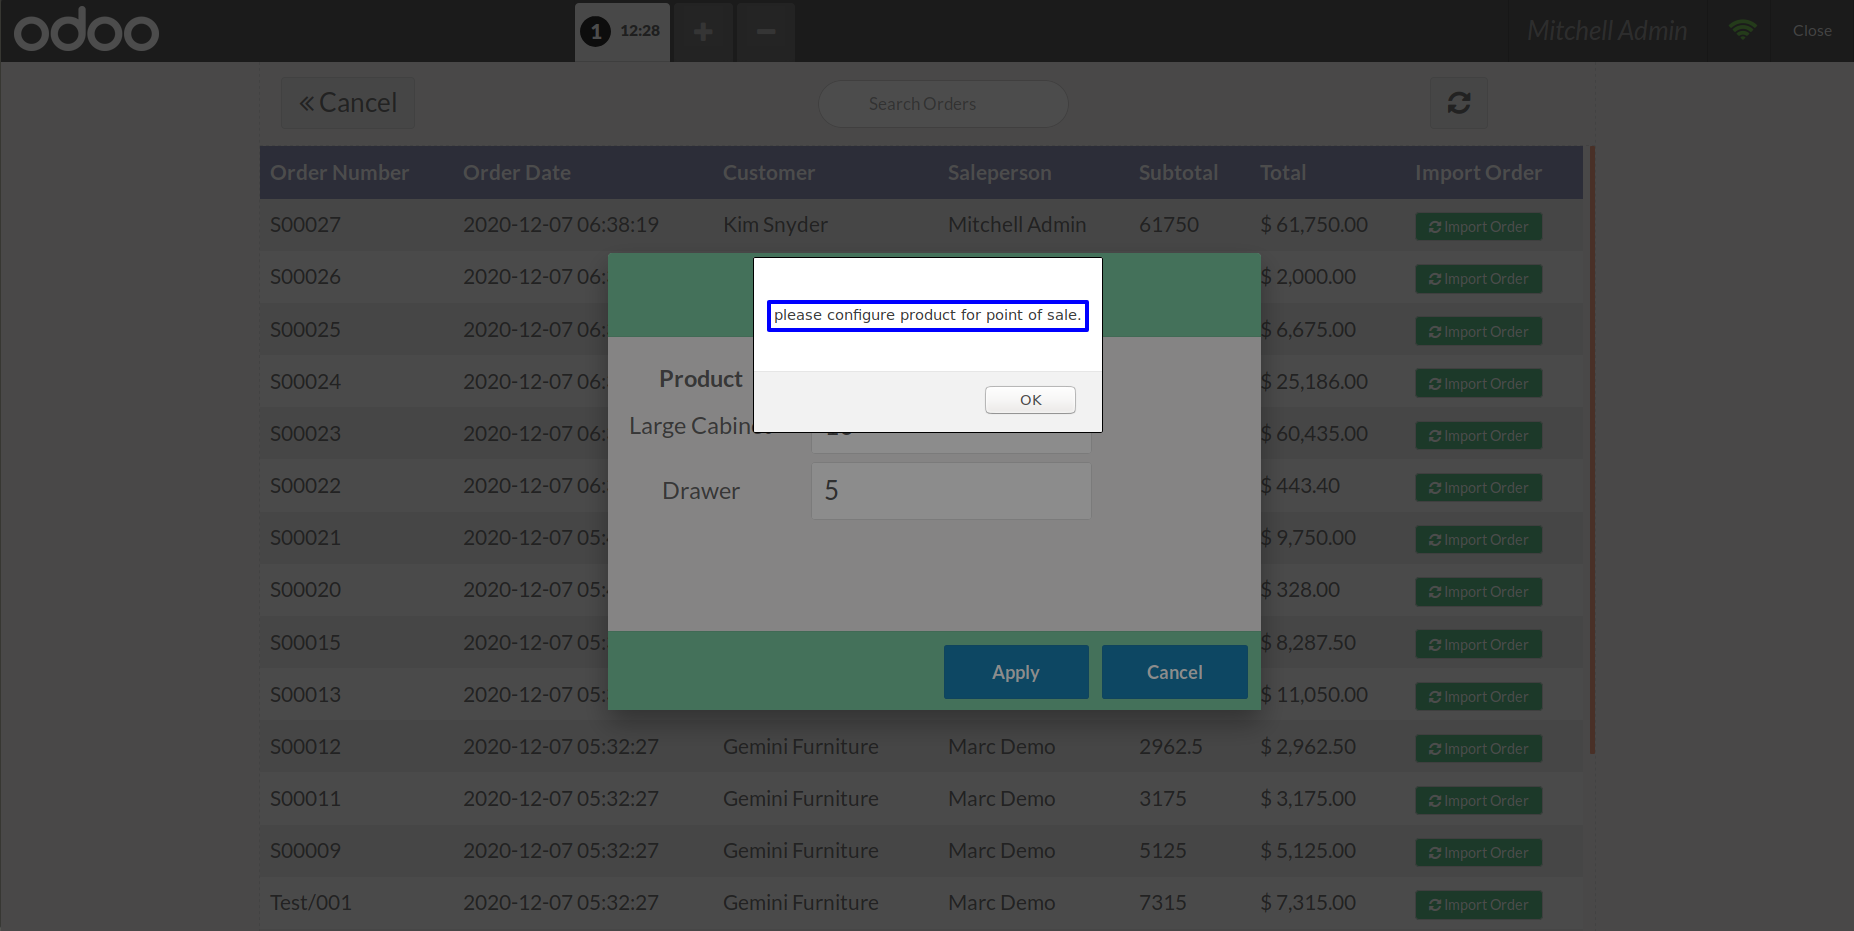 odoo 1 12:28 + − Mitchell Admin Close
« Cancel Search Orders
Order Number Order Date Customer Saleperson Subtotal Total Import Order
S00027 2020-12-07 06:38:19 Kim Snyder Mitchell Admin 61750 $ 61,750.00 Import Order
S00026 2020-12-07 06: $ 2,000.00 Import Order
please configure product for point of sale.
S00025 2020-12-07 06: $ 6,675.00 Import Order
Product
S00024 2020-12-07 06: $ 25,186.00 Import Order
OK
Large Cabinet
S00023 2020-12-07 06: $ 60,435.00 Import Order
S00022 2020-12-07 06: $ 443.40 Import Order
Drawer 5
S00021 2020-12-07 05: $ 9,750.00 Import Order
S00020 2020-12-07 05: $ 328.00 Import Order
S00015 2020-12-07 05: $ 8,287.50 Import Order
Apply Cancel
S00013 2020-12-07 05: $ 11,050.00 Import Order
S00012 2020-12-07 05:32:27 Gemini Furniture Marc Demo 2962.5 $ 2,962.50 Import Order
S00011 2020-12-07 05:32:27 Gemini Furniture Marc Demo 3175 $ 3,175.00 Import Order
S00009 2020-12-07 05:32:27 Gemini Furniture Marc Demo 5125 $ 5,125.00 Import Order
Test/001 2020-12-07 05:32:27 Gemini Furniture Marc Demo 7315 $ 7,315.00 Import Order